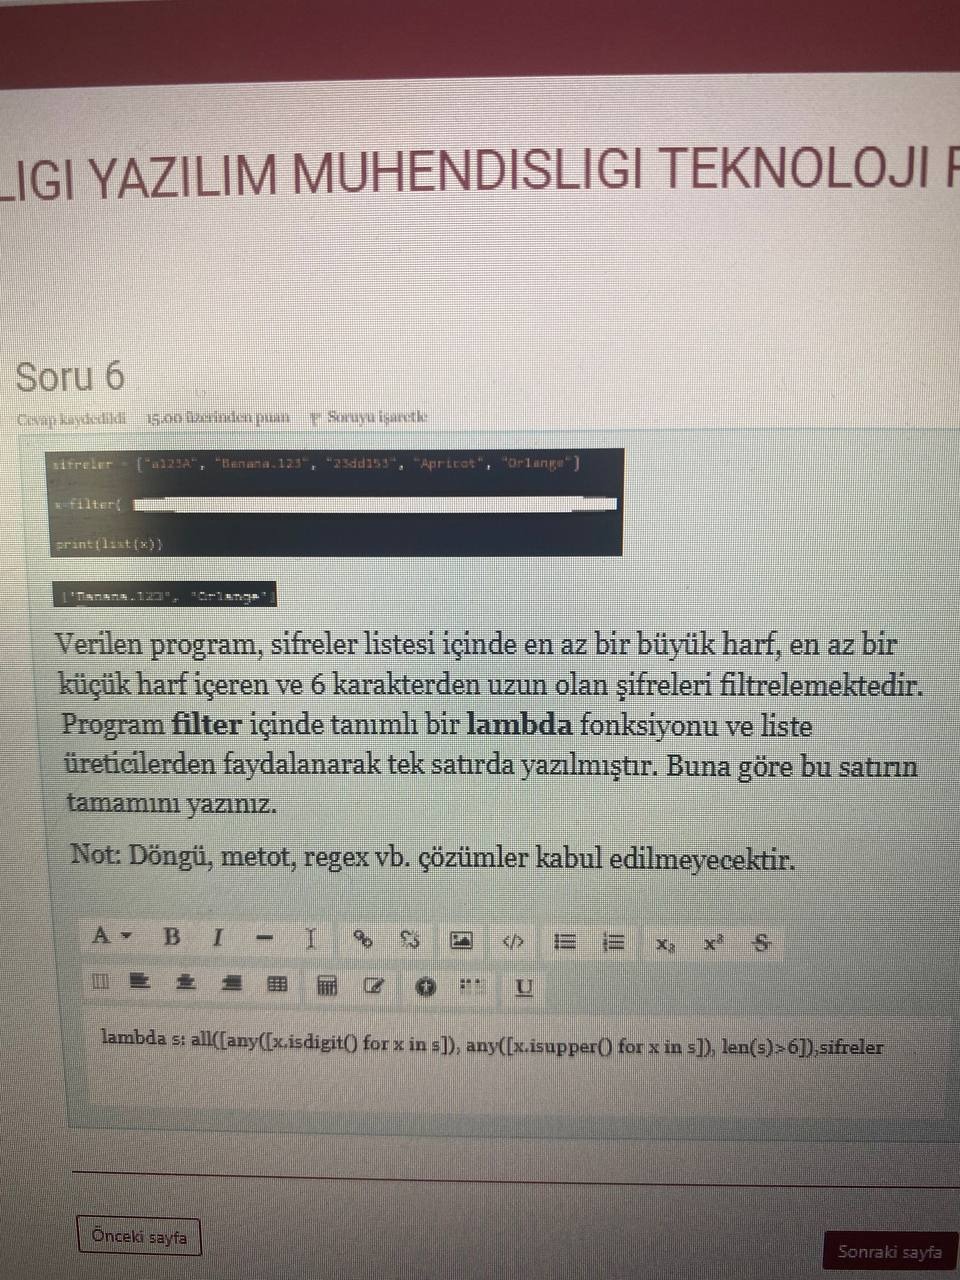 LIGI YAZILIM MUHENDISLIGI TEKNOLOJI F
Soru 6
Cevap kaydedildi 15.00 üzerinden puan Soruyu işaretle
sifreler = ["a123A", "Banana.123", "23dd153", "Apricot", "Or1ange"]
x=filter(
print(list(x))
['Banana.123', 'Or1ange']
Verilen program, sifreler listesi içinde en az bir büyük harf, en az bir
küçük harf içeren ve 6 karakterden uzun olan şifreleri filtrelemektedir.
Program filter içinde tanımlı bir lambda fonksiyonu ve liste
üreticilerden faydalanarak tek satırda yazılmıştır. Buna göre bu satırın
tamamını yazınız.
Not: Döngü, metot, regex vb. çözümler kabul edilmeyecektir.
A B I
x₂ x² S
U
lambda s: all([any([x.isdigit() for x in s]), any([x.isupper() for x in s]), len(s)>6]),sifreler
Önceki sayfa
Sonraki sayfa